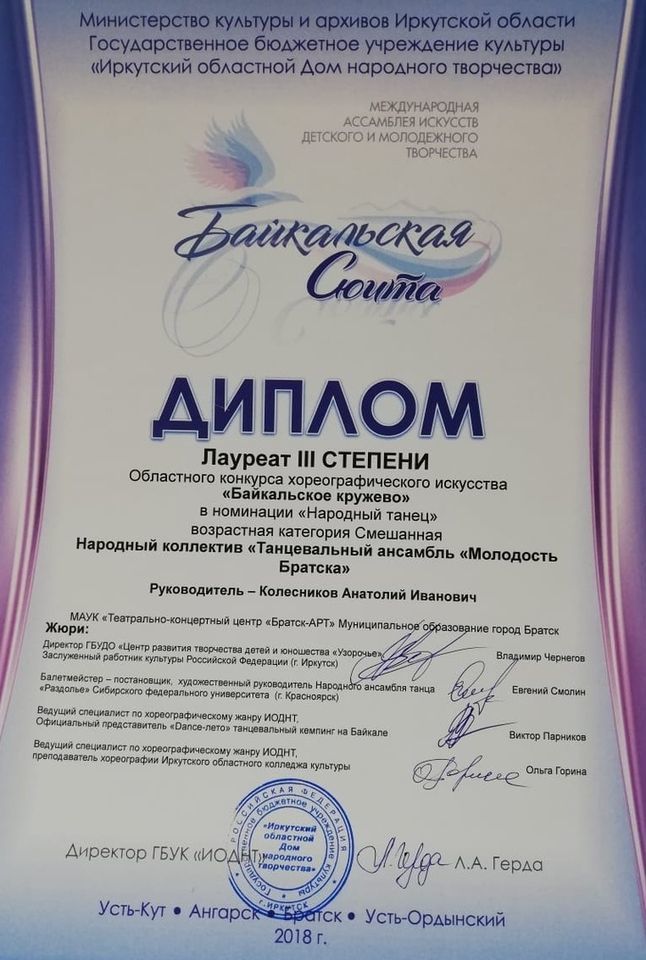 Министерство культуры и архивов Иркутской области
Государственное бюджетное учреждение культуры
«Иркутский областной Дом народного творчества»
МЕЖДУНАРОДНАЯ
АССАМБЛЕЯ ИСКУССТВ
ДЕТСКОГО И МОЛОДЕЖНОГО
ТВОРЧЕСТВА
Байкальская
Сюита
ДИПЛОМ
Лауреат III СТЕПЕНИ
Областного конкурса хореографического искусства
«Байкальское кружево»
в номинации «Народный танец»
возрастная категория Смешанная
Народный коллектив «Танцевальный ансамбль «Молодость
Братска»
Руководитель – Колесников Анатолий Иванович
МАУК «Театрально-концертный центр «Братск-АРТ» Муниципальное образование город Братск
Жюри:
Директор ГБУДО «Центр развития творчества детей и юношества «Узорочье»,
Заслуженный работник культуры Российской Федерации (г. Иркутск)
Владимир Чернегов
Балетмейстер – постановщик, художественный руководитель Народного ансамбля танца
«Раздолье» Сибирского федерального университета (г. Красноярск)
Евгений Смолин
Ведущий специалист по хореографическому жанру ИОДНТ,
Официальный представитель «Dance-лето» танцевальный кемпинг на Байкале
Виктор Парников
Ведущий специалист по хореографическому жанру ИОДНТ,
преподаватель хореографии Иркутского областного колледжа культуры
Ольга Горина
РОССИЙСКАЯ ФЕДЕРАЦИЯ
Государственное бюджетное учреждение культуры
«Иркутский
областной
Дом
народного
творчества»
г. ИРКУТСК
Директор ГБУК «ИОДНТ»
Л.А. Герда
Усть-Кут • Ангарск • Братск • Усть-Ордынский
2018 г.